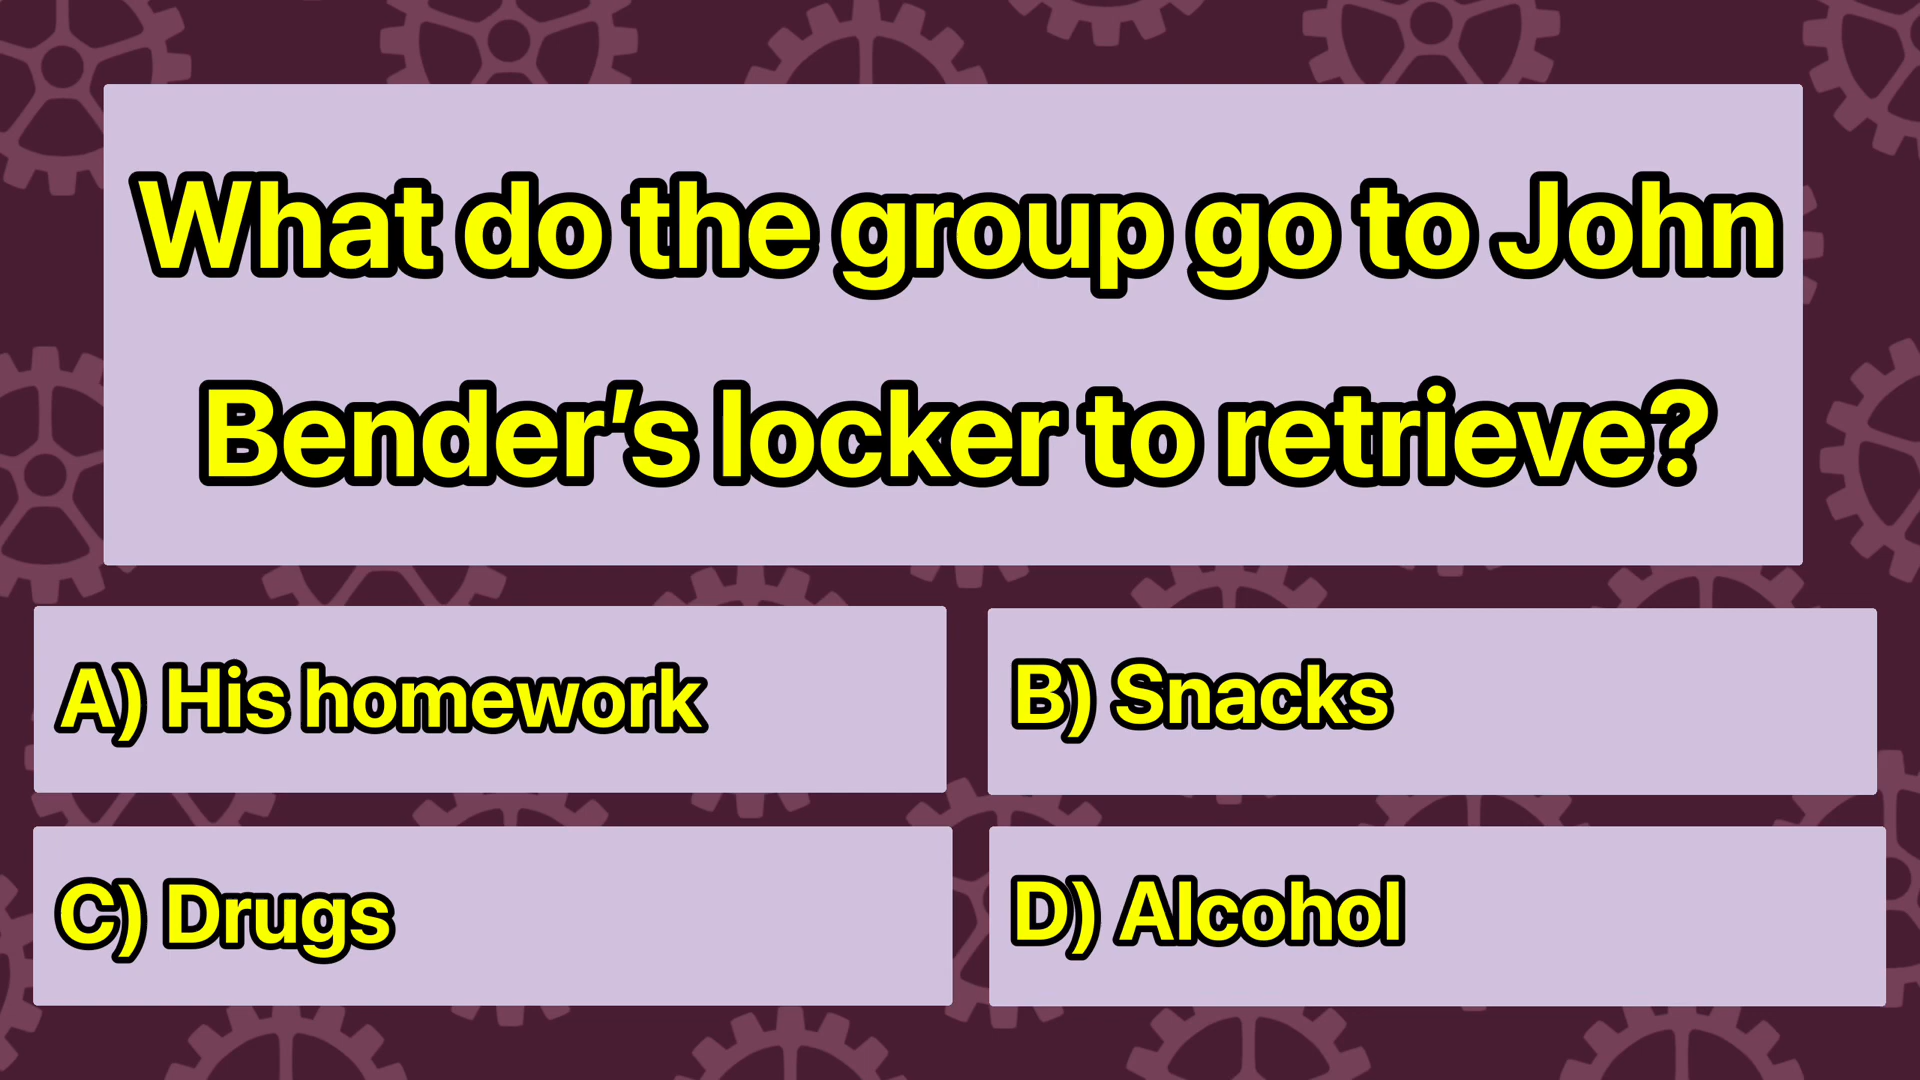 What do the group go to John
Bender’s locker to retrieve?
A) His homework
B) Snacks
C) Drugs
D) Alcohol